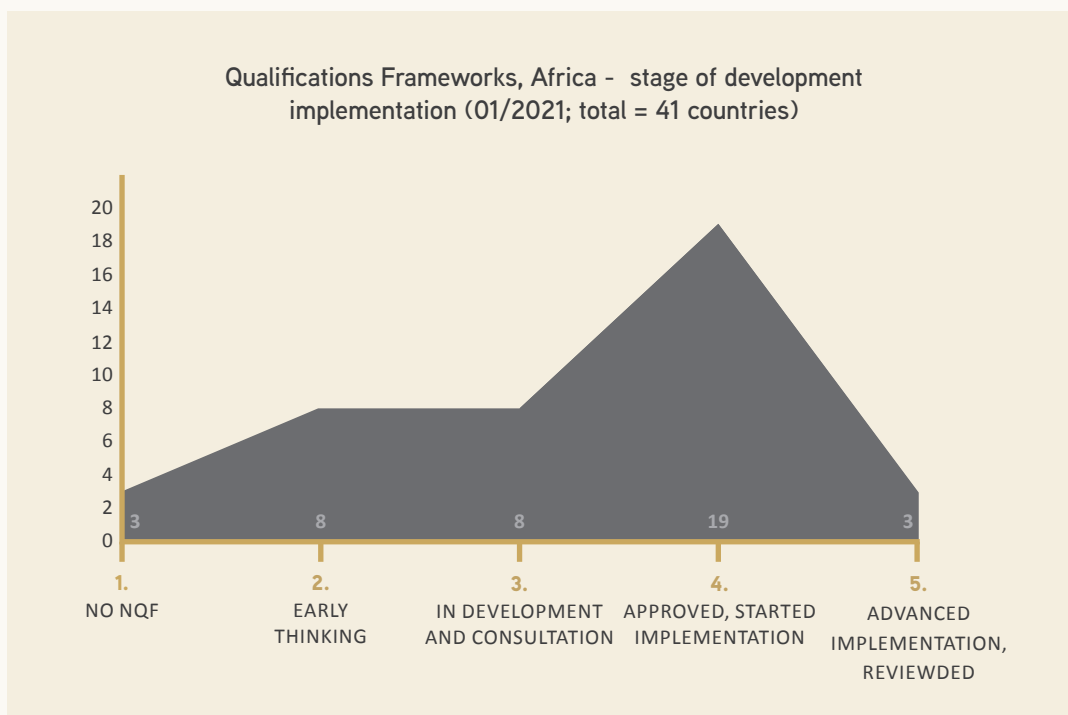 Qualifications Frameworks, Africa - stage of development
implementation (01/2021; total = 41 countries)
20
18
16
14
12
10
8
6
4
2
0
3
8
8
19
3
1.
NO NQF
2.
EARLY
THINKING
3.
IN DEVELOPMENT
AND CONSULTATION
4.
APPROVED, STARTED
IMPLEMENTATION
5.
ADVANCED
IMPLEMENTATION,
REVIEWDED